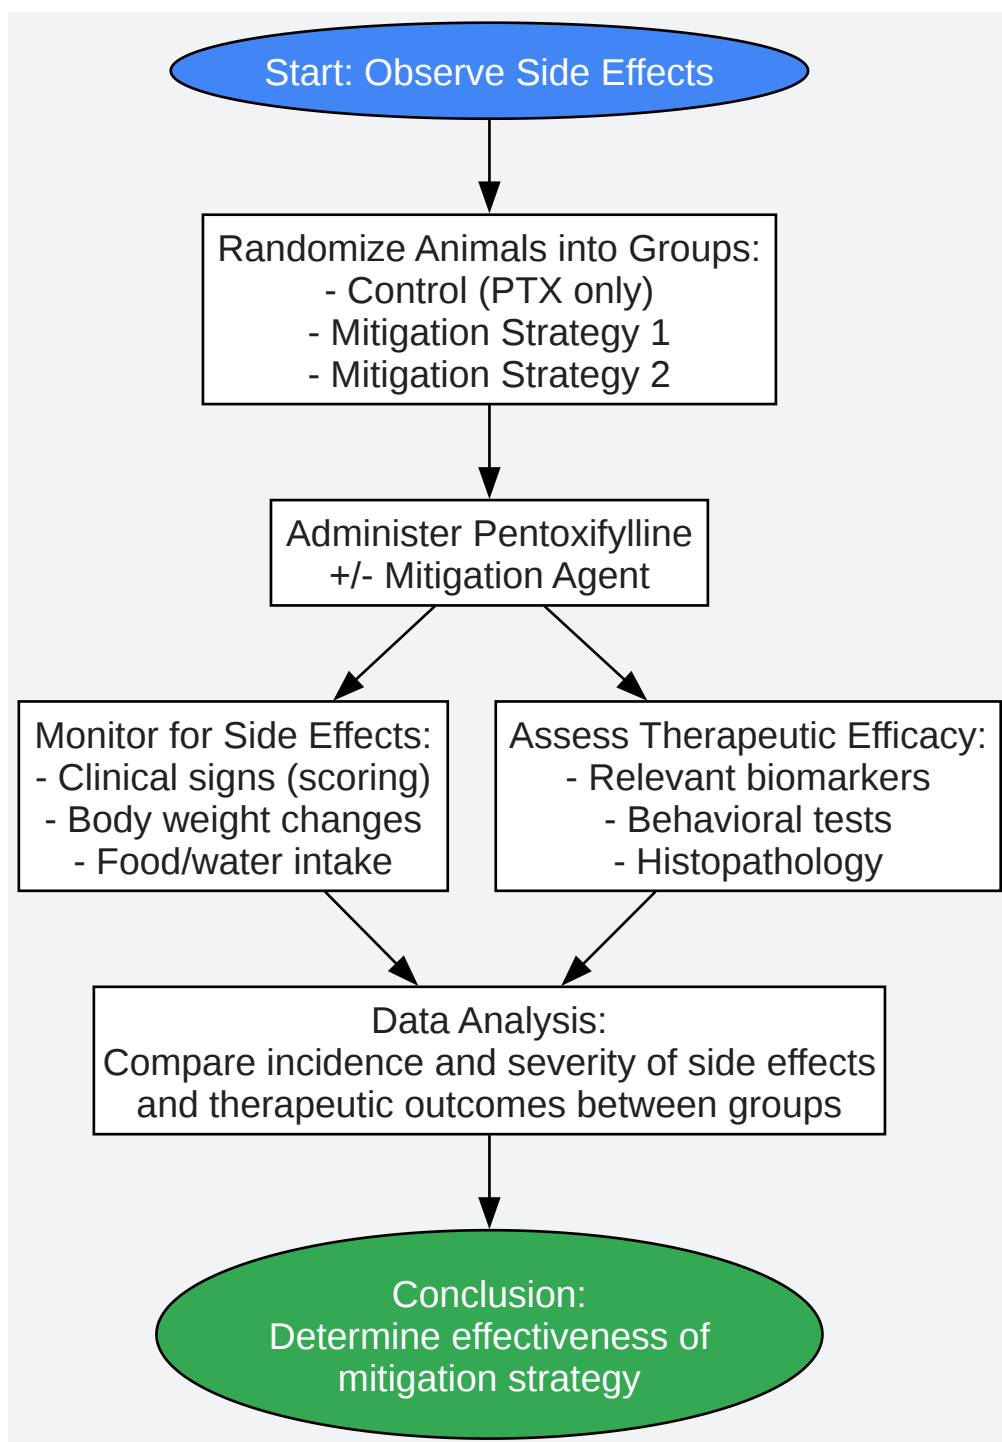 Start: Observe Side Effects
Randomize Animals into Groups:
- Control (PTX only)
- Mitigation Strategy 1
- Mitigation Strategy 2
Administer Pentoxifylline
+/- Mitigation Agent
Monitor for Side Effects:
- Clinical signs (scoring)
- Body weight changes
- Food/water intake
Assess Therapeutic Efficacy:
- Relevant biomarkers
- Behavioral tests
- Histopathology
Data Analysis:
Compare incidence and severity of side effects
and therapeutic outcomes between groups
Conclusion:
Determine effectiveness of
mitigation strategy